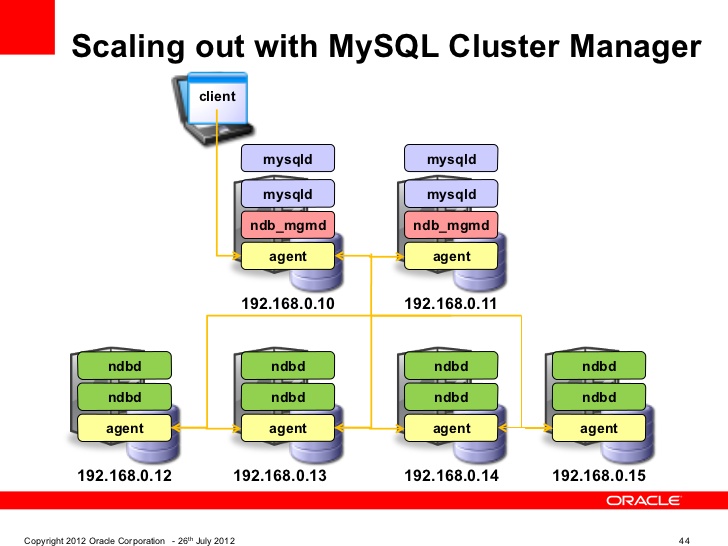 Scaling out with MySQL Cluster Manager
client
mysqld mysqld
mysqld mysqld
ndb_mgmd ndb_mgmd
agent agent
192.168.0.10 192.168.0.11
ndbd ndbd ndbd ndbd
ndbd ndbd ndbd ndbd
agent agent agent agent
192.168.0.12 192.168.0.13 192.168.0.14 192.168.0.15
ORACLE
Copyright 2012 Oracle Corporation - 26th July 2012 44